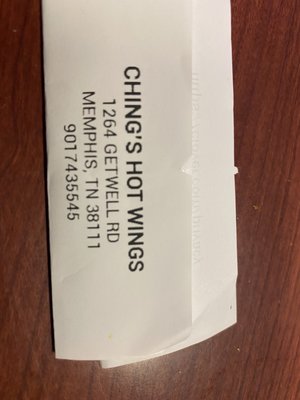 CHING'S HOT WINGS
1264 GETWELL RD
MEMPHIS, TN 38111
9017435545